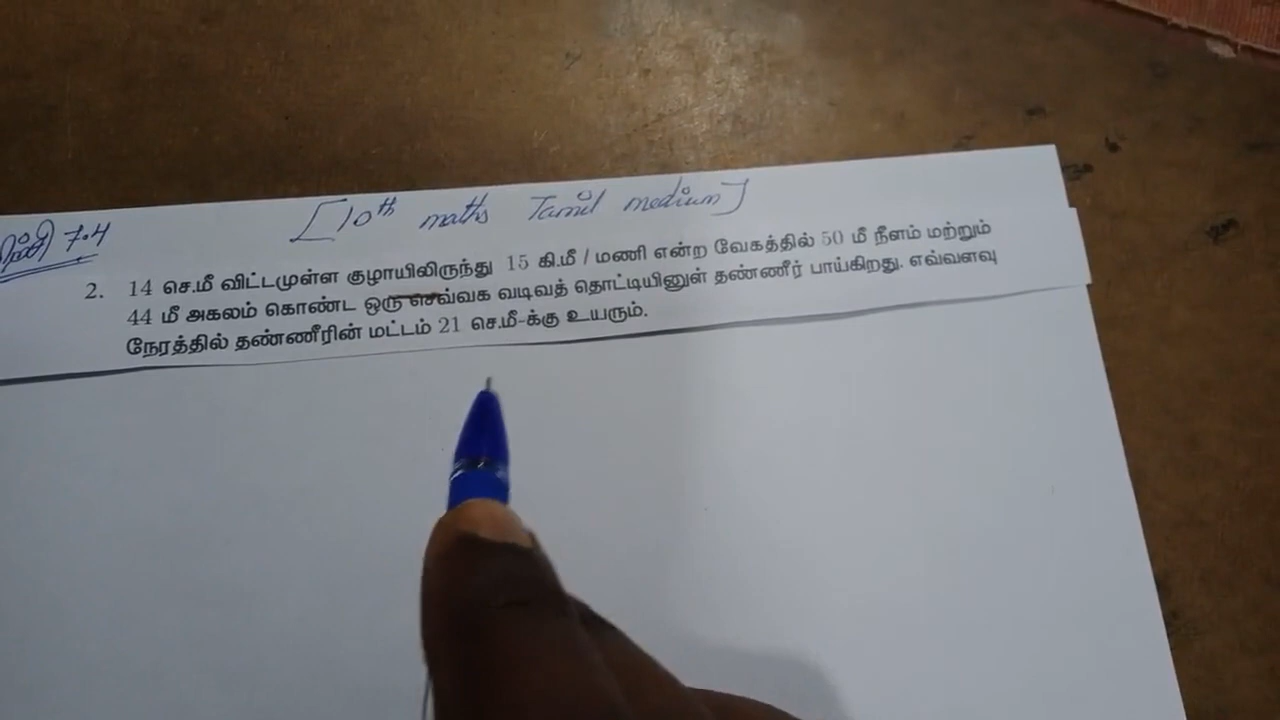 [10th maths Tamil medium]
7.4
2. 14 செ.மீ விட்டமுள்ள குழாயிலிருந்து 15 கி.மீ / மணி என்ற வேகத்தில் 50 மீ நீளம் மற்றும்
44 மீ அகலம் கொண்ட ஒரு செவ்வக வடிவத் தொட்டியினுள் தண்ணீர் பாய்கிறது. எவ்வளவு
நேரத்தில் தண்ணீரின் மட்டம் 21 செ.மீ-க்கு உயரும்.